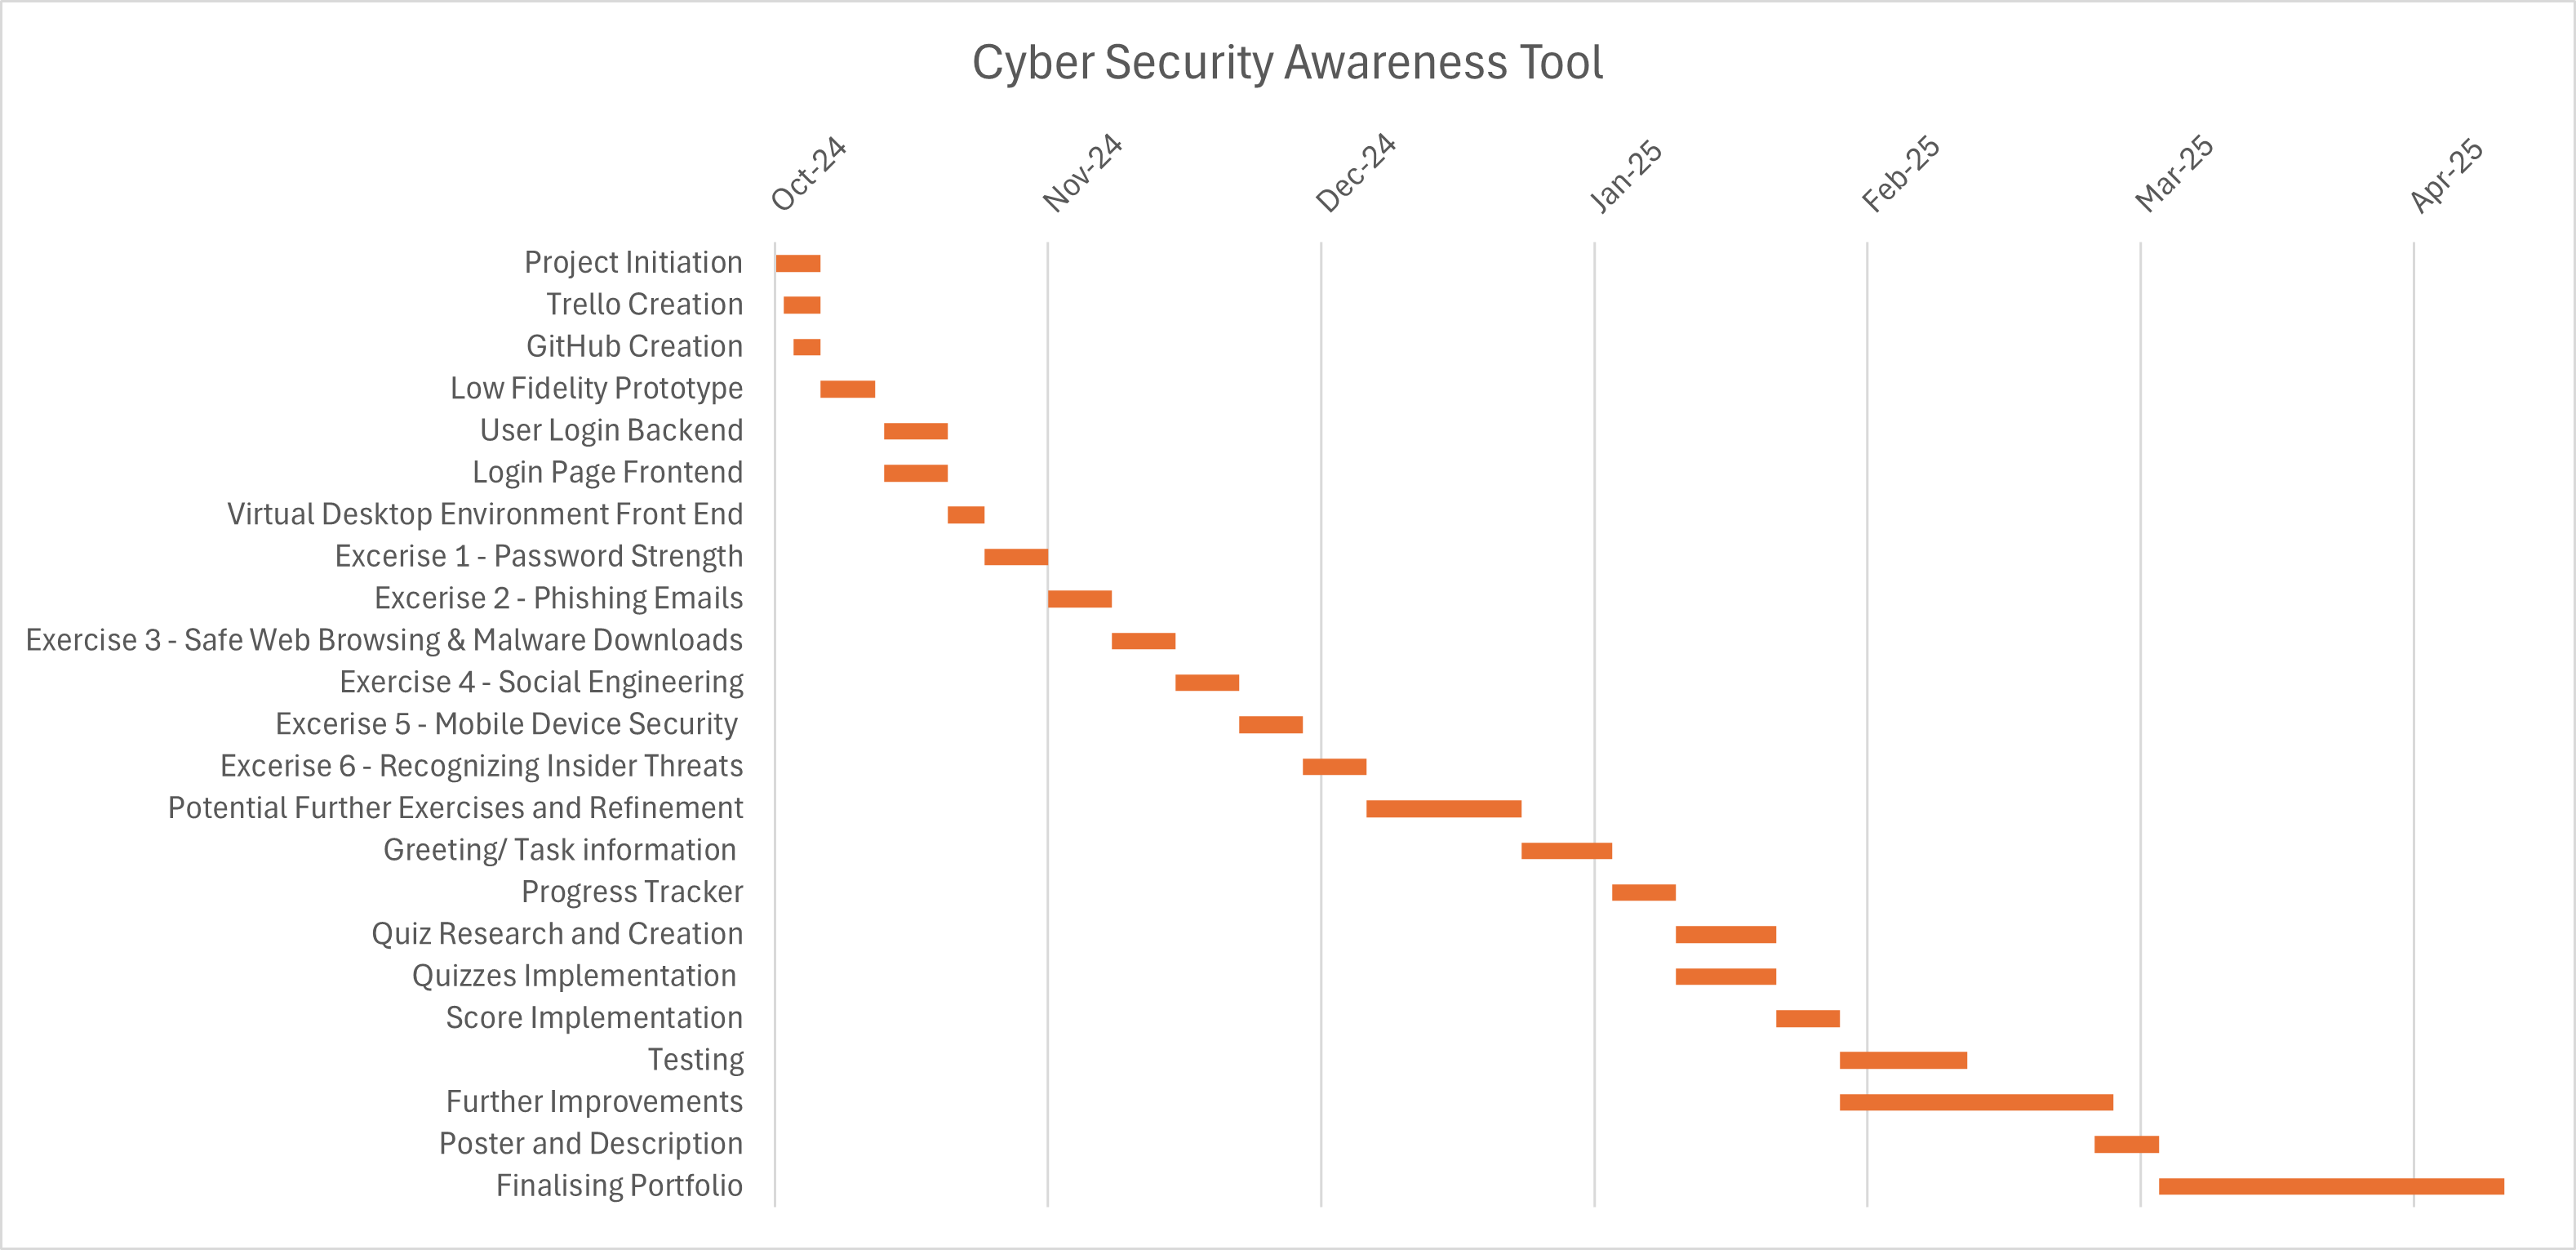 Cyber Security Awareness Tool
Oct-24
Nov-24
Dec-24
Jan-25
Feb-25
Mar-25
Apr-25
Project Initiation
Trello Creation
GitHub Creation
Low Fidelity Prototype
User Login Backend
Login Page Frontend
Virtual Desktop Environment Front End
Excerise 1 - Password Strength
Excerise 2 - Phishing Emails
Exercise 3 - Safe Web Browsing & Malware Downloads
Exercise 4 - Social Engineering
Excerise 5 - Mobile Device Security
Excerise 6 - Recognizing Insider Threats
Potential Further Exercises and Refinement
Greeting/ Task information
Progress Tracker
Quiz Research and Creation
Quizzes Implementation
Score Implementation
Testing
Further Improvements
Poster and Description
Finalising Portfolio